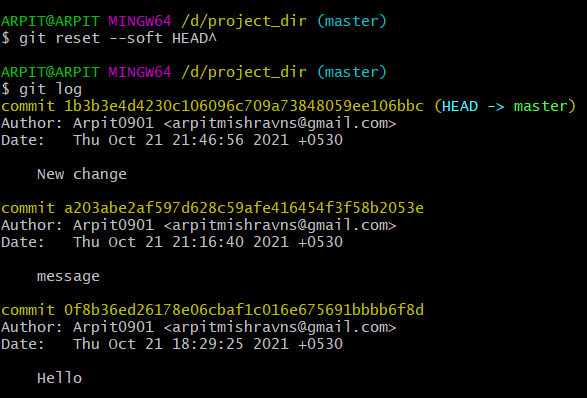 ARPIT@ARPIT MINGW64 /d/project_dir (master)
$ git reset --soft HEAD^
ARPIT@ARPIT MINGW64 /d/project_dir (master)
$ git log
commit 1b3b3e4d4230c106096c709a73848059ee106bbc (HEAD -> master)
Author: Arpit0901 <arpitmishravns@gmail.com>
Date:   Thu Oct 21 21:46:56 2021 +0530
    New change
commit a203abe2af597d628c59afe416454f3f58b2053e
Author: Arpit0901 <arpitmishravns@gmail.com>
Date:   Thu Oct 21 21:16:40 2021 +0530
    message
commit 0f8b36ed26178e06cbaf1c016e675691bbbb6f8d
Author: Arpit0901 <arpitmishravns@gmail.com>
Date:   Thu Oct 21 18:29:25 2021 +0530
    Hello